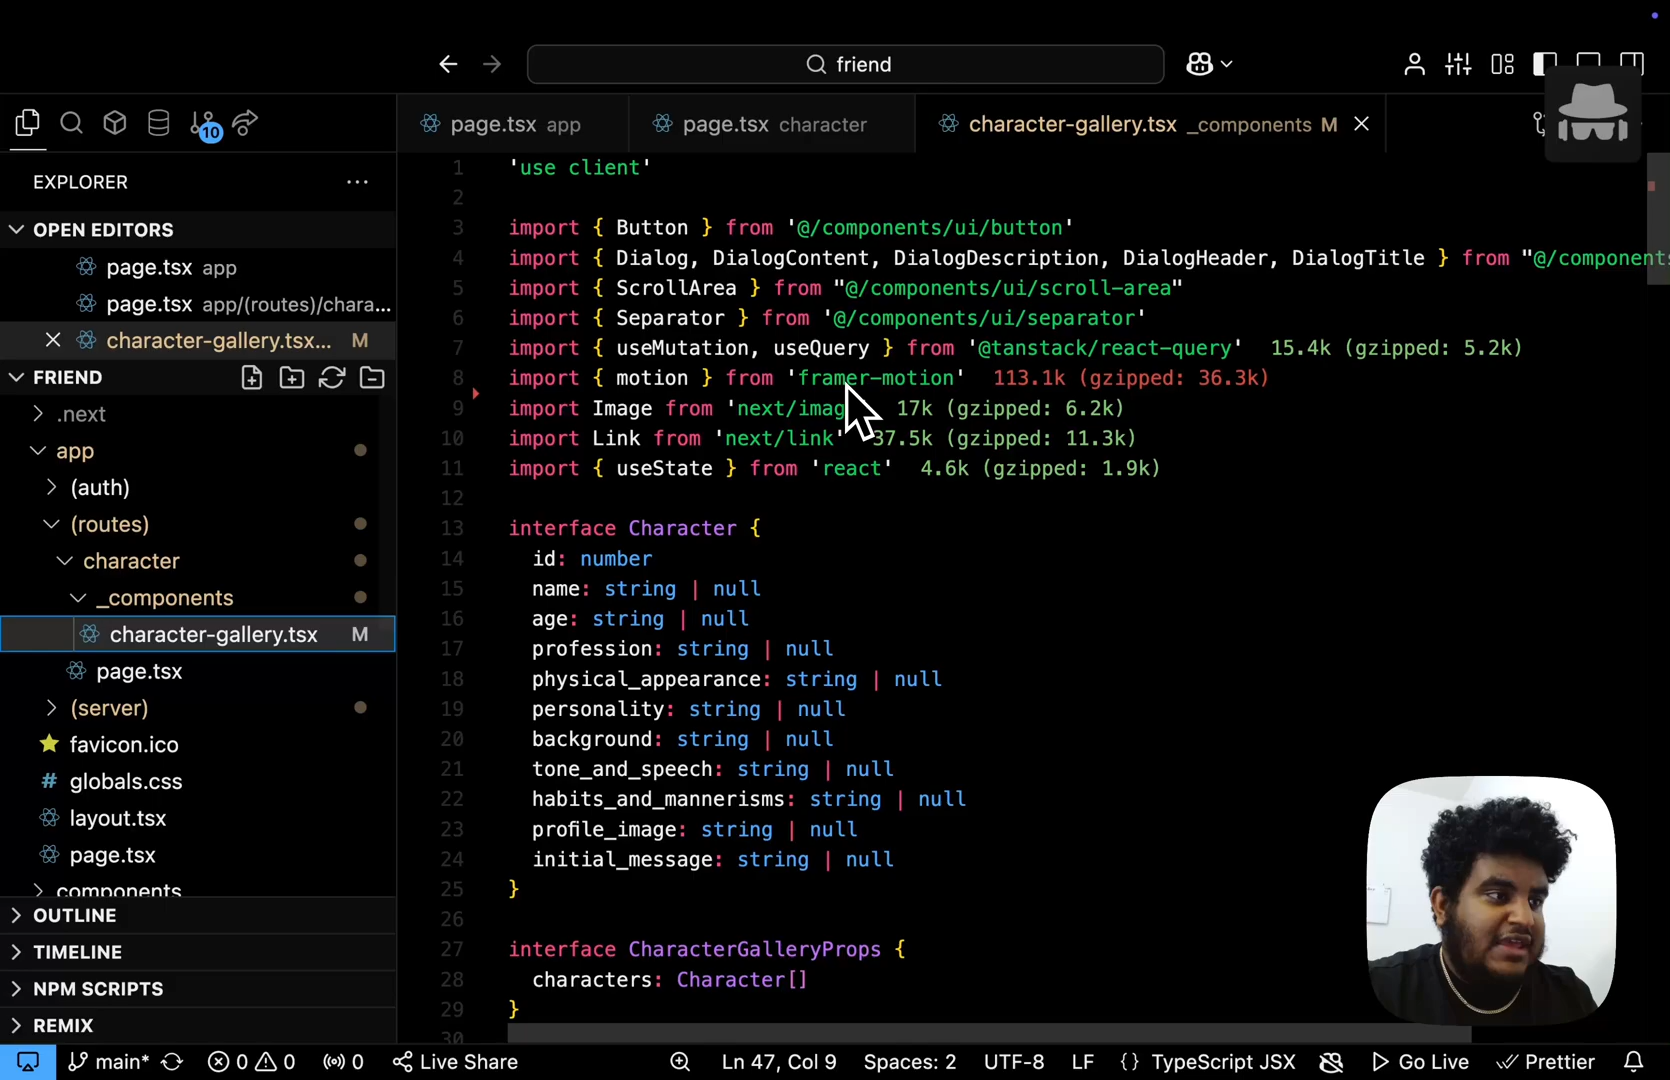 friend
10
page.tsx app
page.tsx character
character-gallery.tsx _components M
EXPLORER
OPEN EDITORS
page.tsx app
page.tsx app/(routes)/chara...
character-gallery.tsx... M
FRIEND
.next
app
(auth)
(routes)
character
_components
character-gallery.tsx M
page.tsx
(server)
favicon.ico
# globals.css
layout.tsx
page.tsx
components
OUTLINE
TIMELINE
NPM SCRIPTS
REMIX
1 'use client'
2
3 import { Button } from '@/components/ui/button'
4 import { Dialog, DialogContent, DialogDescription, DialogHeader, DialogTitle } from "@/components
5 import { ScrollArea } from "@/components/ui/scroll-area"
6 import { Separator } from '@/components/ui/separator'
7 import { useMutation, useQuery } from '@tanstack/react-query' 15.4k (gzipped: 5.2k)
8 import { motion } from 'framer-motion' 113.1k (gzipped: 36.3k)
9 import Image from 'next/imag 17k (gzipped: 6.2k)
10 import Link from 'next/link' 37.5k (gzipped: 11.3k)
11 import { useState } from 'react' 4.6k (gzipped: 1.9k)
12
13 interface Character {
14 id: number
15 name: string | null
16 age: string | null
17 profession: string | null
18 physical_appearance: string | null
19 personality: string | null
20 background: string | null
21 tone_and_speech: string | null
22 habits_and_mannerisms: string | null
23 profile_image: string | null
24 initial_message: string | null
25 }
26
27 interface CharacterGalleryProps {
28 characters: Character[]
29 }
30
main* 0 0 0 Live Share Ln 47, Col 9 Spaces: 2 UTF-8 LF {} TypeScript JSX Go Live Prettier